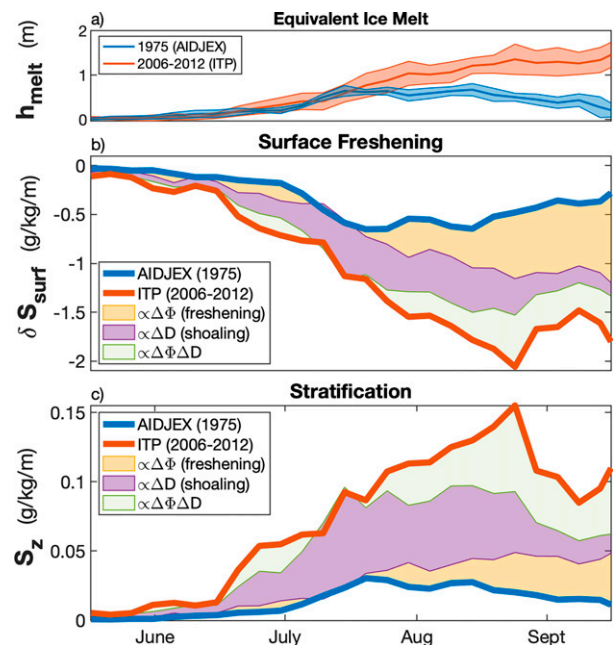 a) Equivalent Ice Melt
h_melt (m)
2
1
0
1975 (AIDJEX)
2006-2012 (ITP)
b) Surface Freshening
δ S_surf (g/kg/m)
0
-0.5
-1
-1.5
-2
AIDJEX (1975)
ITP (2006-2012)
∝ΔΦ (freshening)
∝ΔD (shoaling)
∝ΔΦΔD
c) Stratification
S_z (g/kg/m)
0.15
0.1
0.05
0
AIDJEX (1975)
ITP (2006-2012)
∝ΔΦ (freshening)
∝ΔD (shoaling)
∝ΔΦΔD
June July Aug Sept